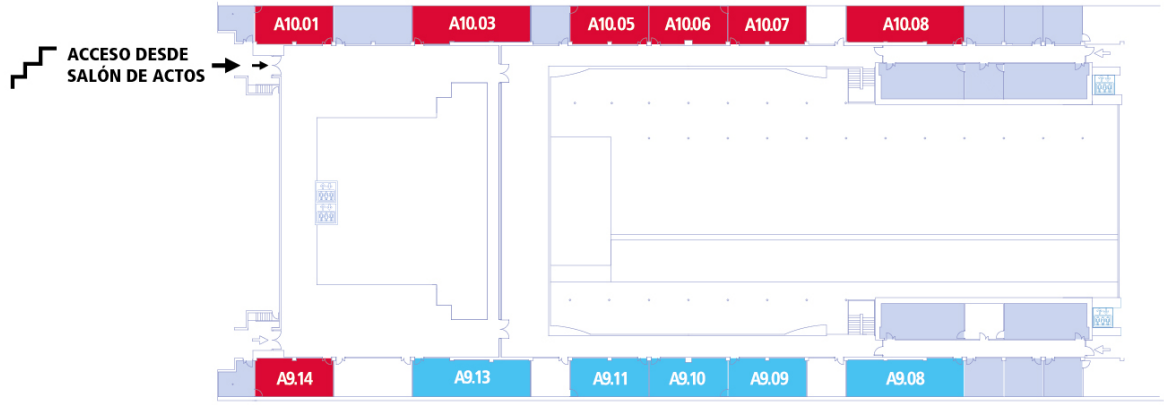 A10.01
A10.03
A10.05
A10.06
A10.07
A10.08
ACCESO DESDE
SALÓN DE ACTOS
A9.14
A9.13
A9.11
A9.10
A9.09
A9.08